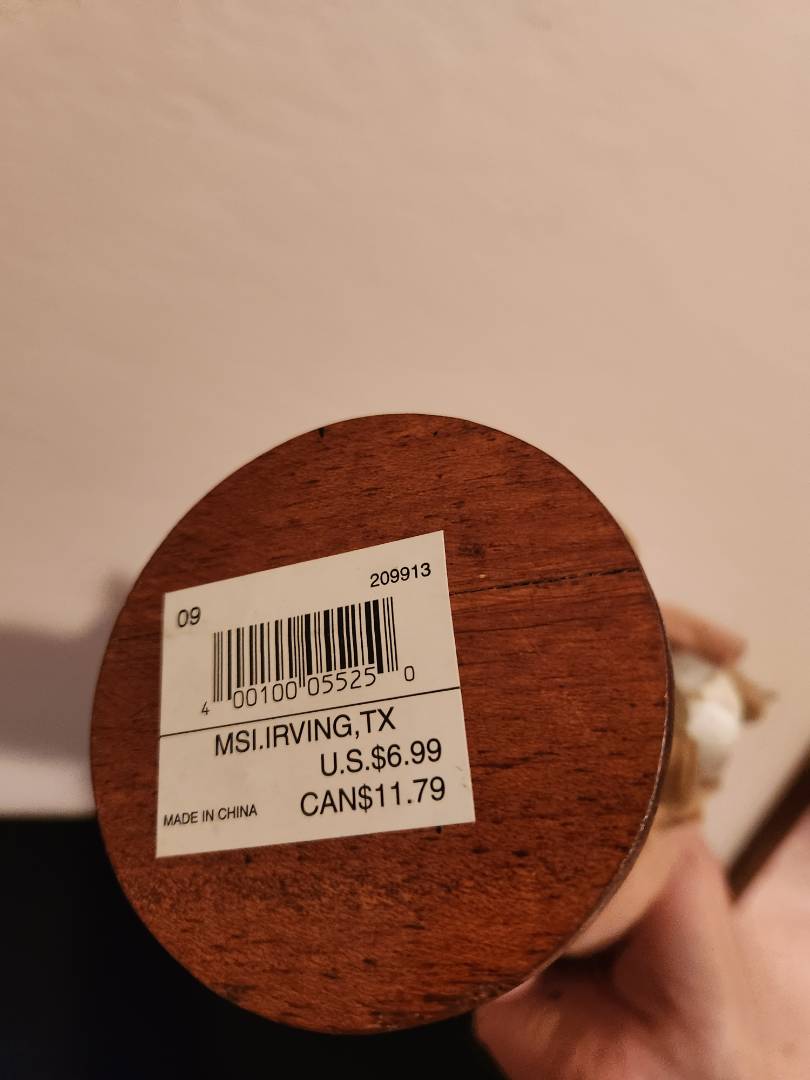 09
209913
4 00100 05525 0
MSI.IRVING,TX
U.S.$6.99
CAN$11.79
MADE IN CHINA